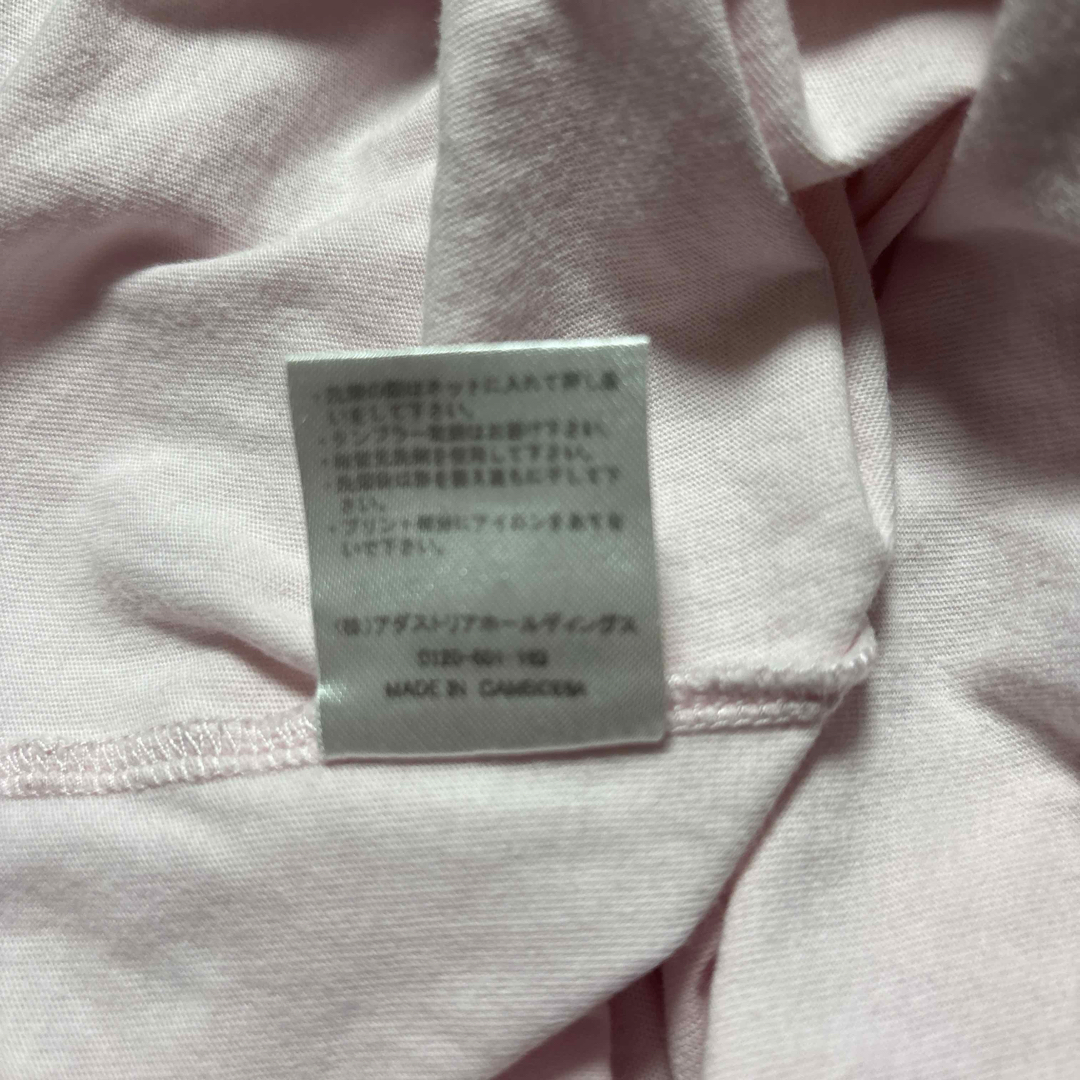 ・洗濯の際はネットに入れて押し洗
いをして下さい。
・タンブラー乾燥はお避け下さい。
・蛍光剤を使用して下さい。
・洗濯後は形を整え直ちに干して下
さい。
・プリント部分にアイロンをあてな
いで下さい。
(株)アダストリアホールディングス
0120-601-162
MADE IN CAMBODIA